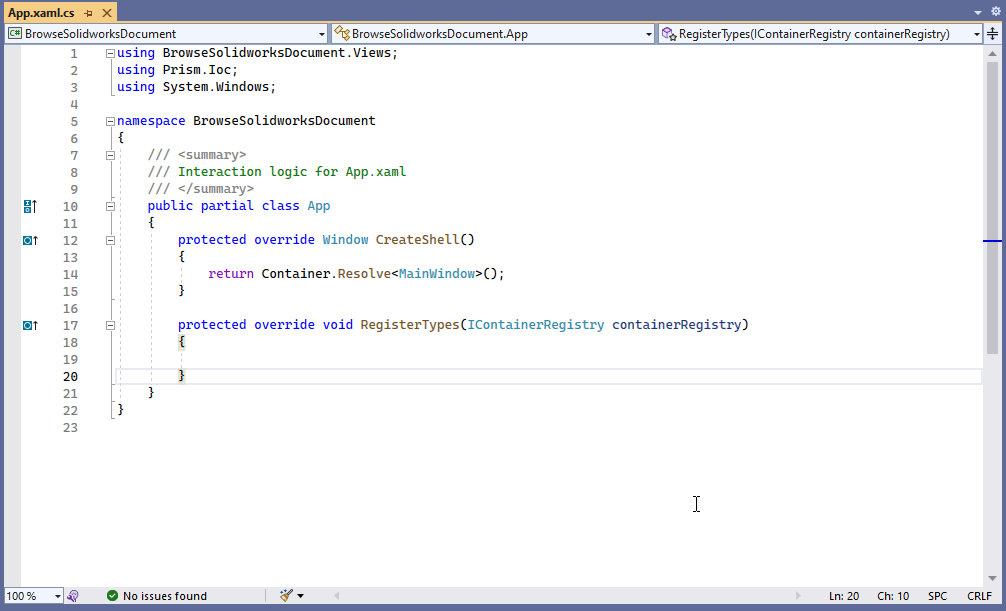 App.xaml.cs
C# BrowseSolidworksDocument BrowseSolidworksDocument.App RegisterTypes(IContainerRegistry containerRegistry)
1 using BrowseSolidworksDocument.Views;
2 using Prism.Ioc;
3 using System.Windows;
4
5 namespace BrowseSolidworksDocument
6 {
7 /// <summary>
8 /// Interaction logic for App.xaml
9 /// </summary>
10 public partial class App
11 {
12 protected override Window CreateShell()
13 {
14 return Container.Resolve<MainWindow>();
15 }
16
17 protected override void RegisterTypes(IContainerRegistry containerRegistry)
18 {
19
20 }
21 }
22 }
23
100 % No issues found Ln: 20 Ch: 10 SPC CRLF